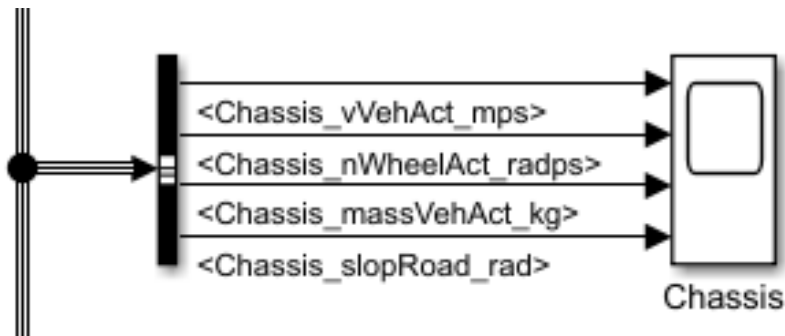 <Chassis_vVehAct_mps>
<Chassis_nWheelAct_radps>
<Chassis_massVehAct_kg>
<Chassis_slopRoad_rad>
Chassis